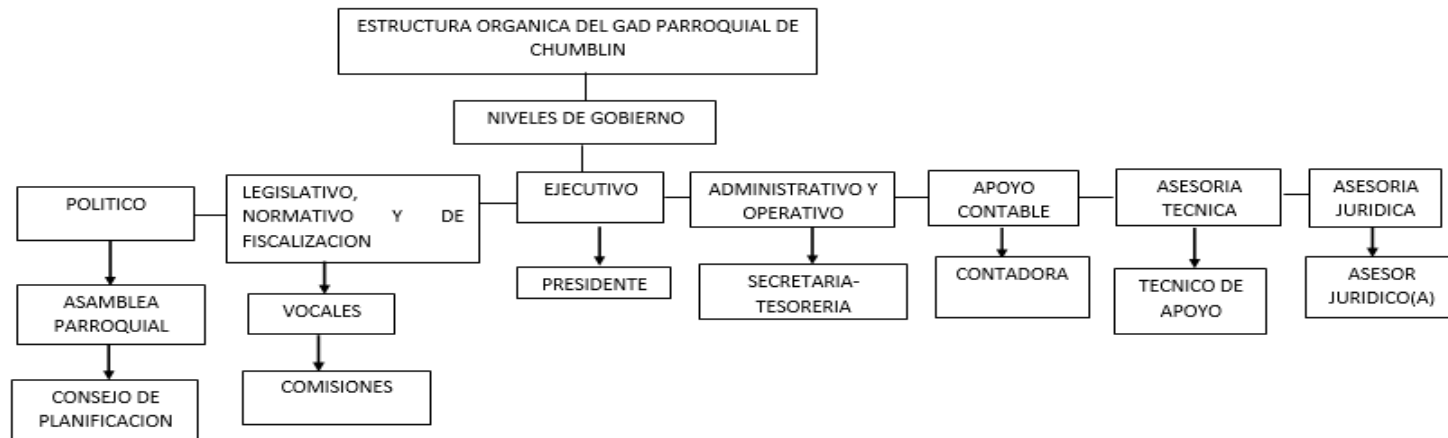 ESTRUCTURA ORGANICA DEL GAD PARROQUIAL DE
CHUMBLIN
NIVELES DE GOBIERNO
POLITICO
LEGISLATIVO,
NORMATIVO Y DE
FISCALIZACION
EJECUTIVO
ADMINISTRATIVO Y
OPERATIVO
APOYO
CONTABLE
ASESORIA
TECNICA
ASESORIA
JURIDICA
ASAMBLEA
PARROQUIAL
VOCALES
PRESIDENTE
SECRETARIA-
TESORERIA
CONTADORA
TECNICO DE
APOYO
ASESOR
JURIDICO(A)
CONSEJO DE
PLANIFICACION
COMISIONES